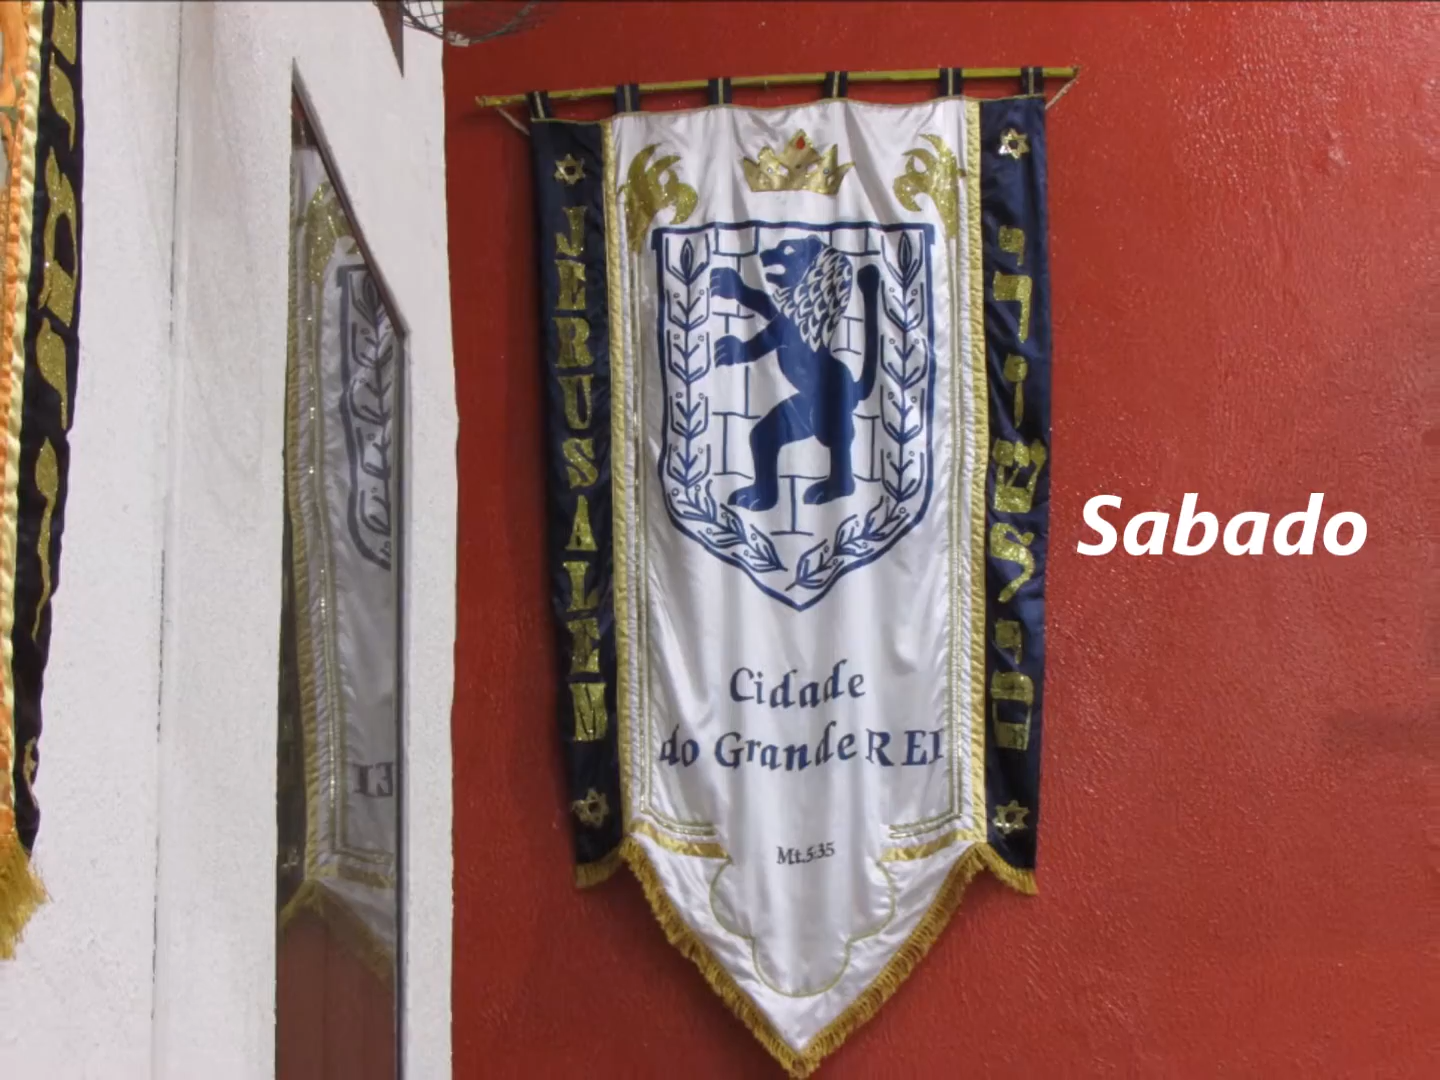 JERUSALEM
Cidade
do Grande REI
Mt.5:35
ירושלים
Sabado